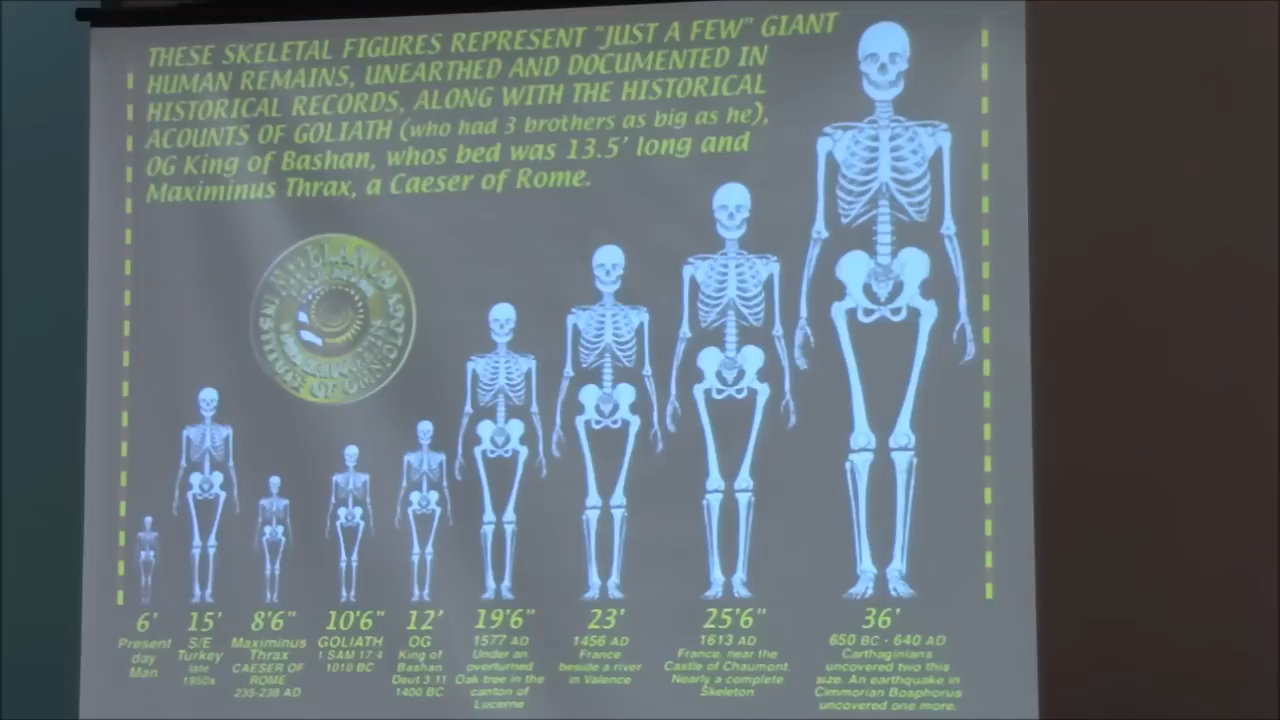 THESE SKELETAL FIGURES REPRESENT "JUST A FEW" GIANT
HUMAN REMAINS, UNEARTHED AND DOCUMENTED IN
HISTORICAL RECORDS, ALONG WITH THE HISTORICAL
ACOUNTS OF GOLIATH (who had 3 brothers as big as he),
OG King of Bashan, whos bed was 13.5' long and
Maximinus Thrax, a Caeser of Rome.
6'
Present
day
Man
15'
S/E
Turkey
late
1950s
8'6"
Maximinus
Thrax
CAESER OF
ROME
235-238 AD
10'6"
GOLIATH
1 SAM 17:4
1010 BC
12'
OG
King of
Bashan
Deut 3:11
1400 BC
19'6"
1577 AD
Under an
overturned
Oak tree in the
canton of
Lucerne
23'
1456 AD
France
beside a river
in Valence
25'6"
1613 AD
France, near the
Castle of Chaumont.
Nearly a complete
Skeleton
36'
650 BC - 640 AD
Carthaginians
uncovered two this
size. An earthquake in
Cimmorian Bosphorus
uncovered one more.